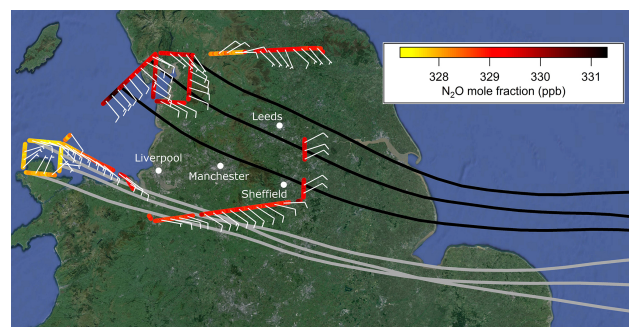 328 329 330 331
N₂O mole fraction (ppb)
Leeds
Liverpool
Manchester
Sheffield